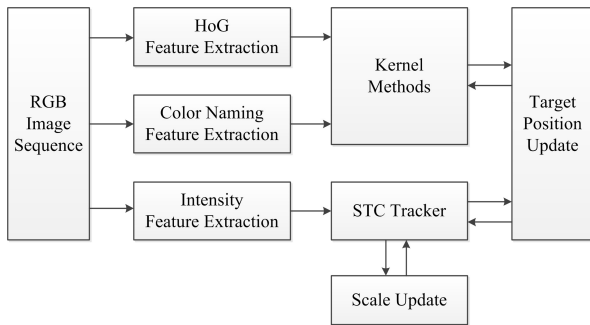 RGB
Image
Sequence
HoG
Feature Extraction
Color Naming
Feature Extraction
Intensity
Feature Extraction
Kernel
Methods
STC Tracker
Scale Update
Target
Position
Update